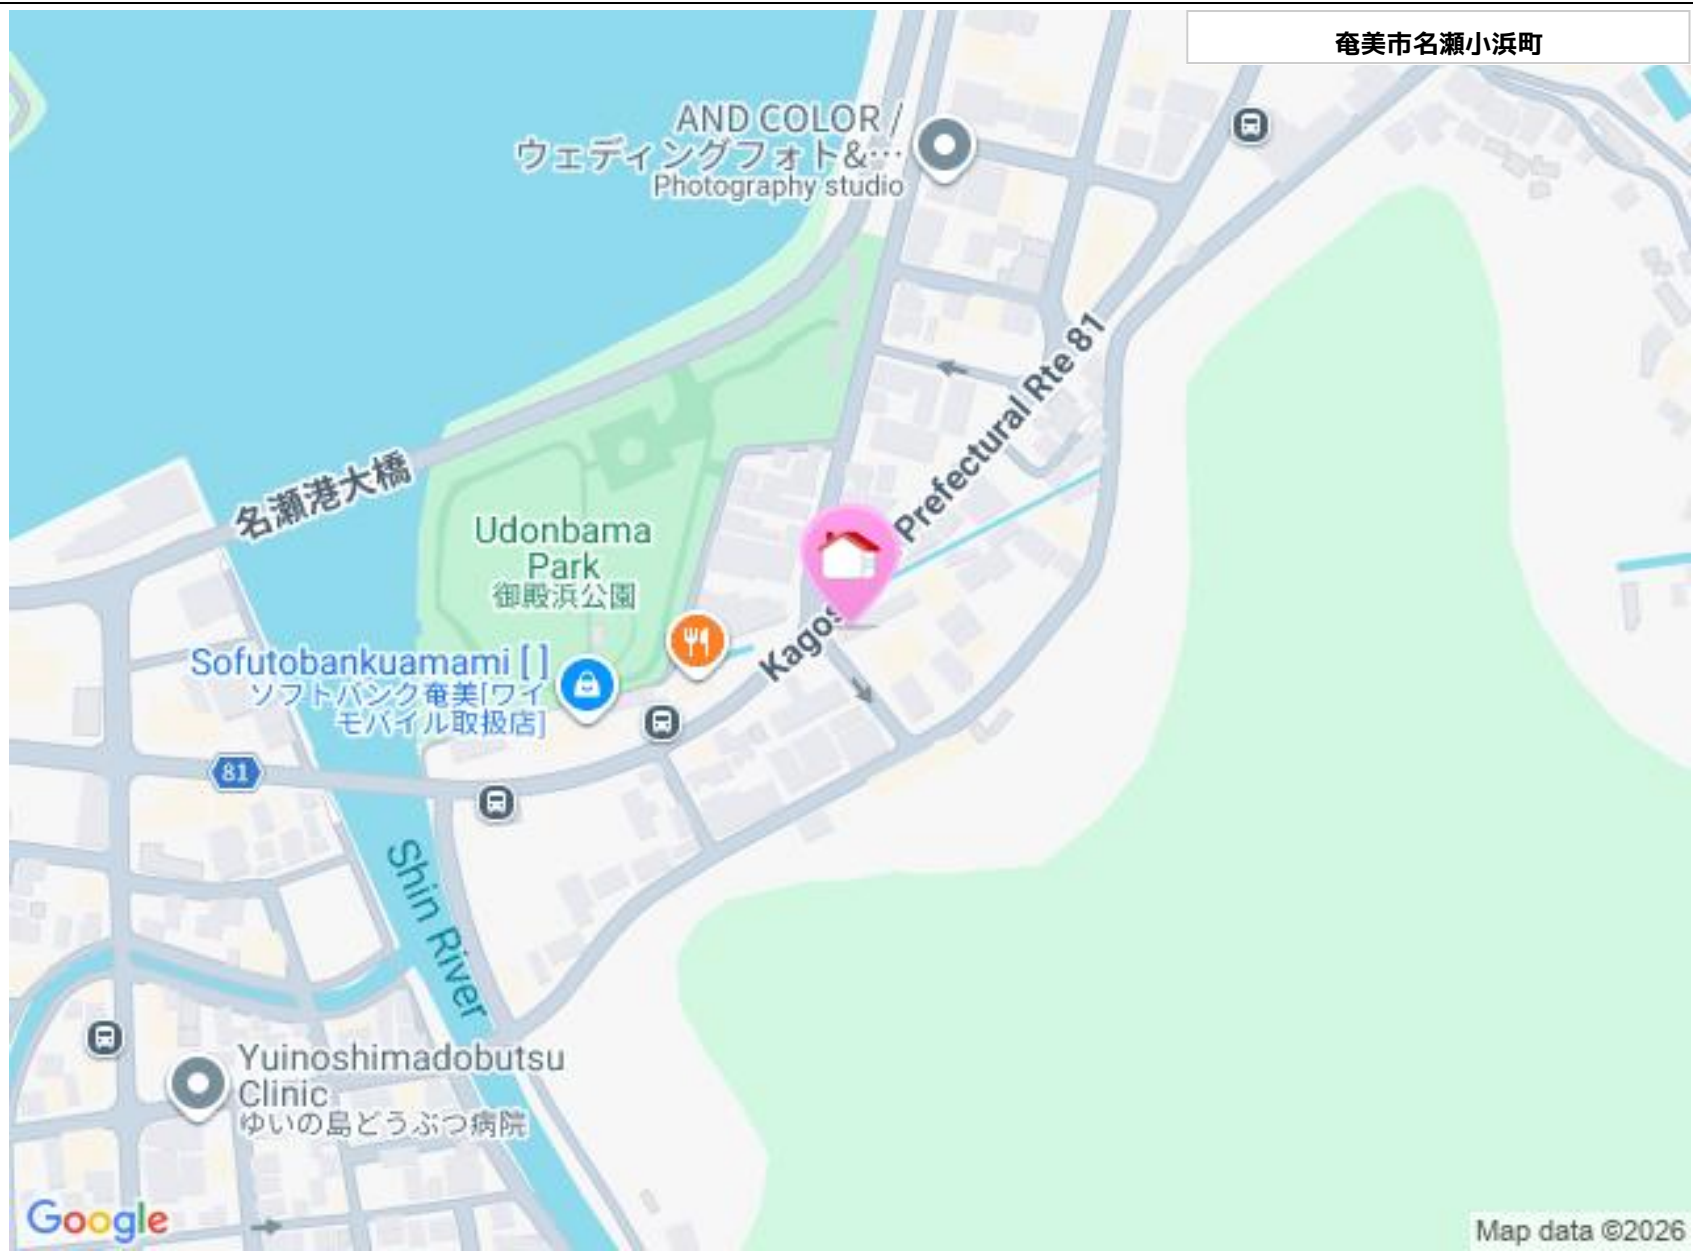 奄美市名瀬小浜町
AND COLOR /
ウェディングフォト&…
Photography studio
Prefectural Rte 81
名瀬港大橋
Udonbama
Park
御殿浜公園
Kagos
Sofutobankuamami [ ]
ソフトバンク奄美[ワイ
モバイル取扱店]
81
Shin River
Yuinoshimadobutsu
Clinic
ゆいの島どうぶつ病院
Google
Map data ©2026